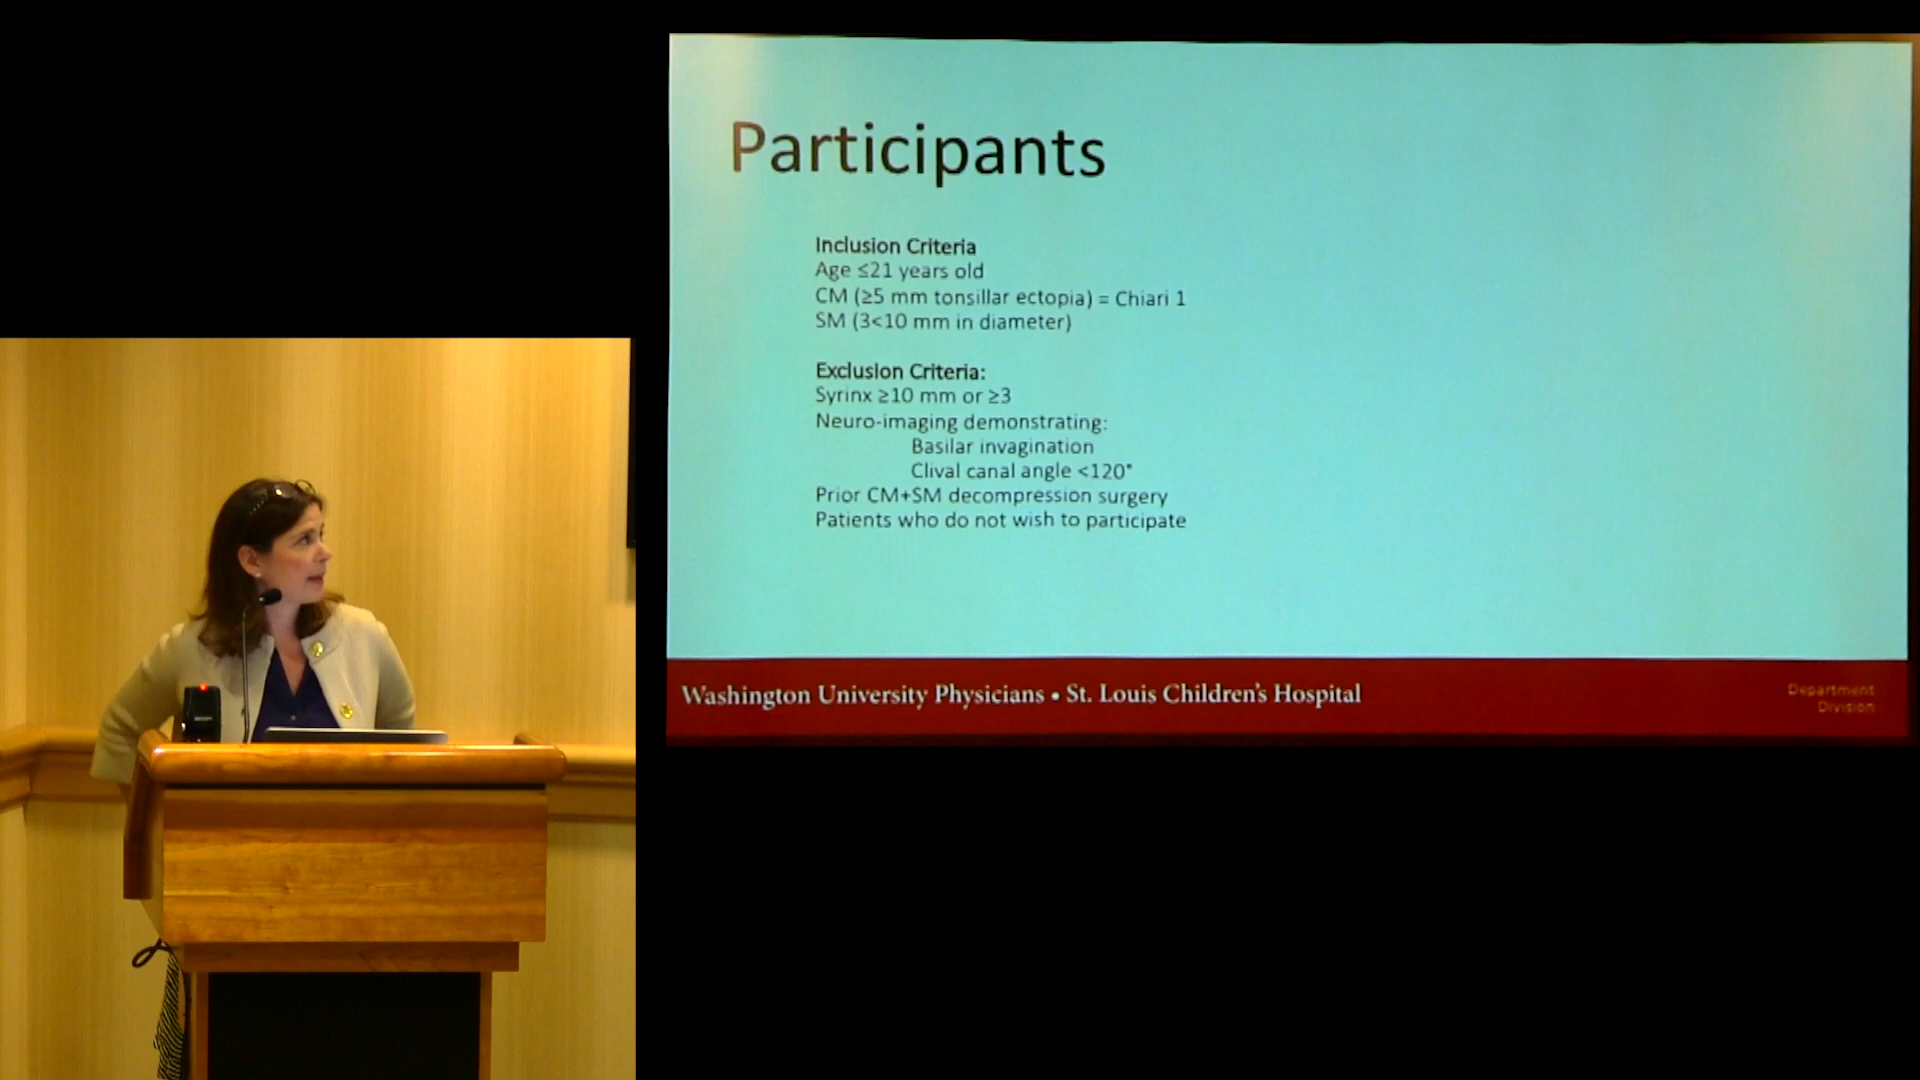 Participants
Inclusion Criteria
Age ≤21 years old
CM (≥5 mm tonsillar ectopia) = Chiari 1
SM (3<10 mm in diameter)
Exclusion Criteria:
Syrinx ≥10 mm or ≥3
Neuro-imaging demonstrating:
Basilar invagination
Clival canal angle <120°
Prior CM+SM decompression surgery
Patients who do not wish to participate
Washington University Physicians • St. Louis Children's Hospital
Department
Division